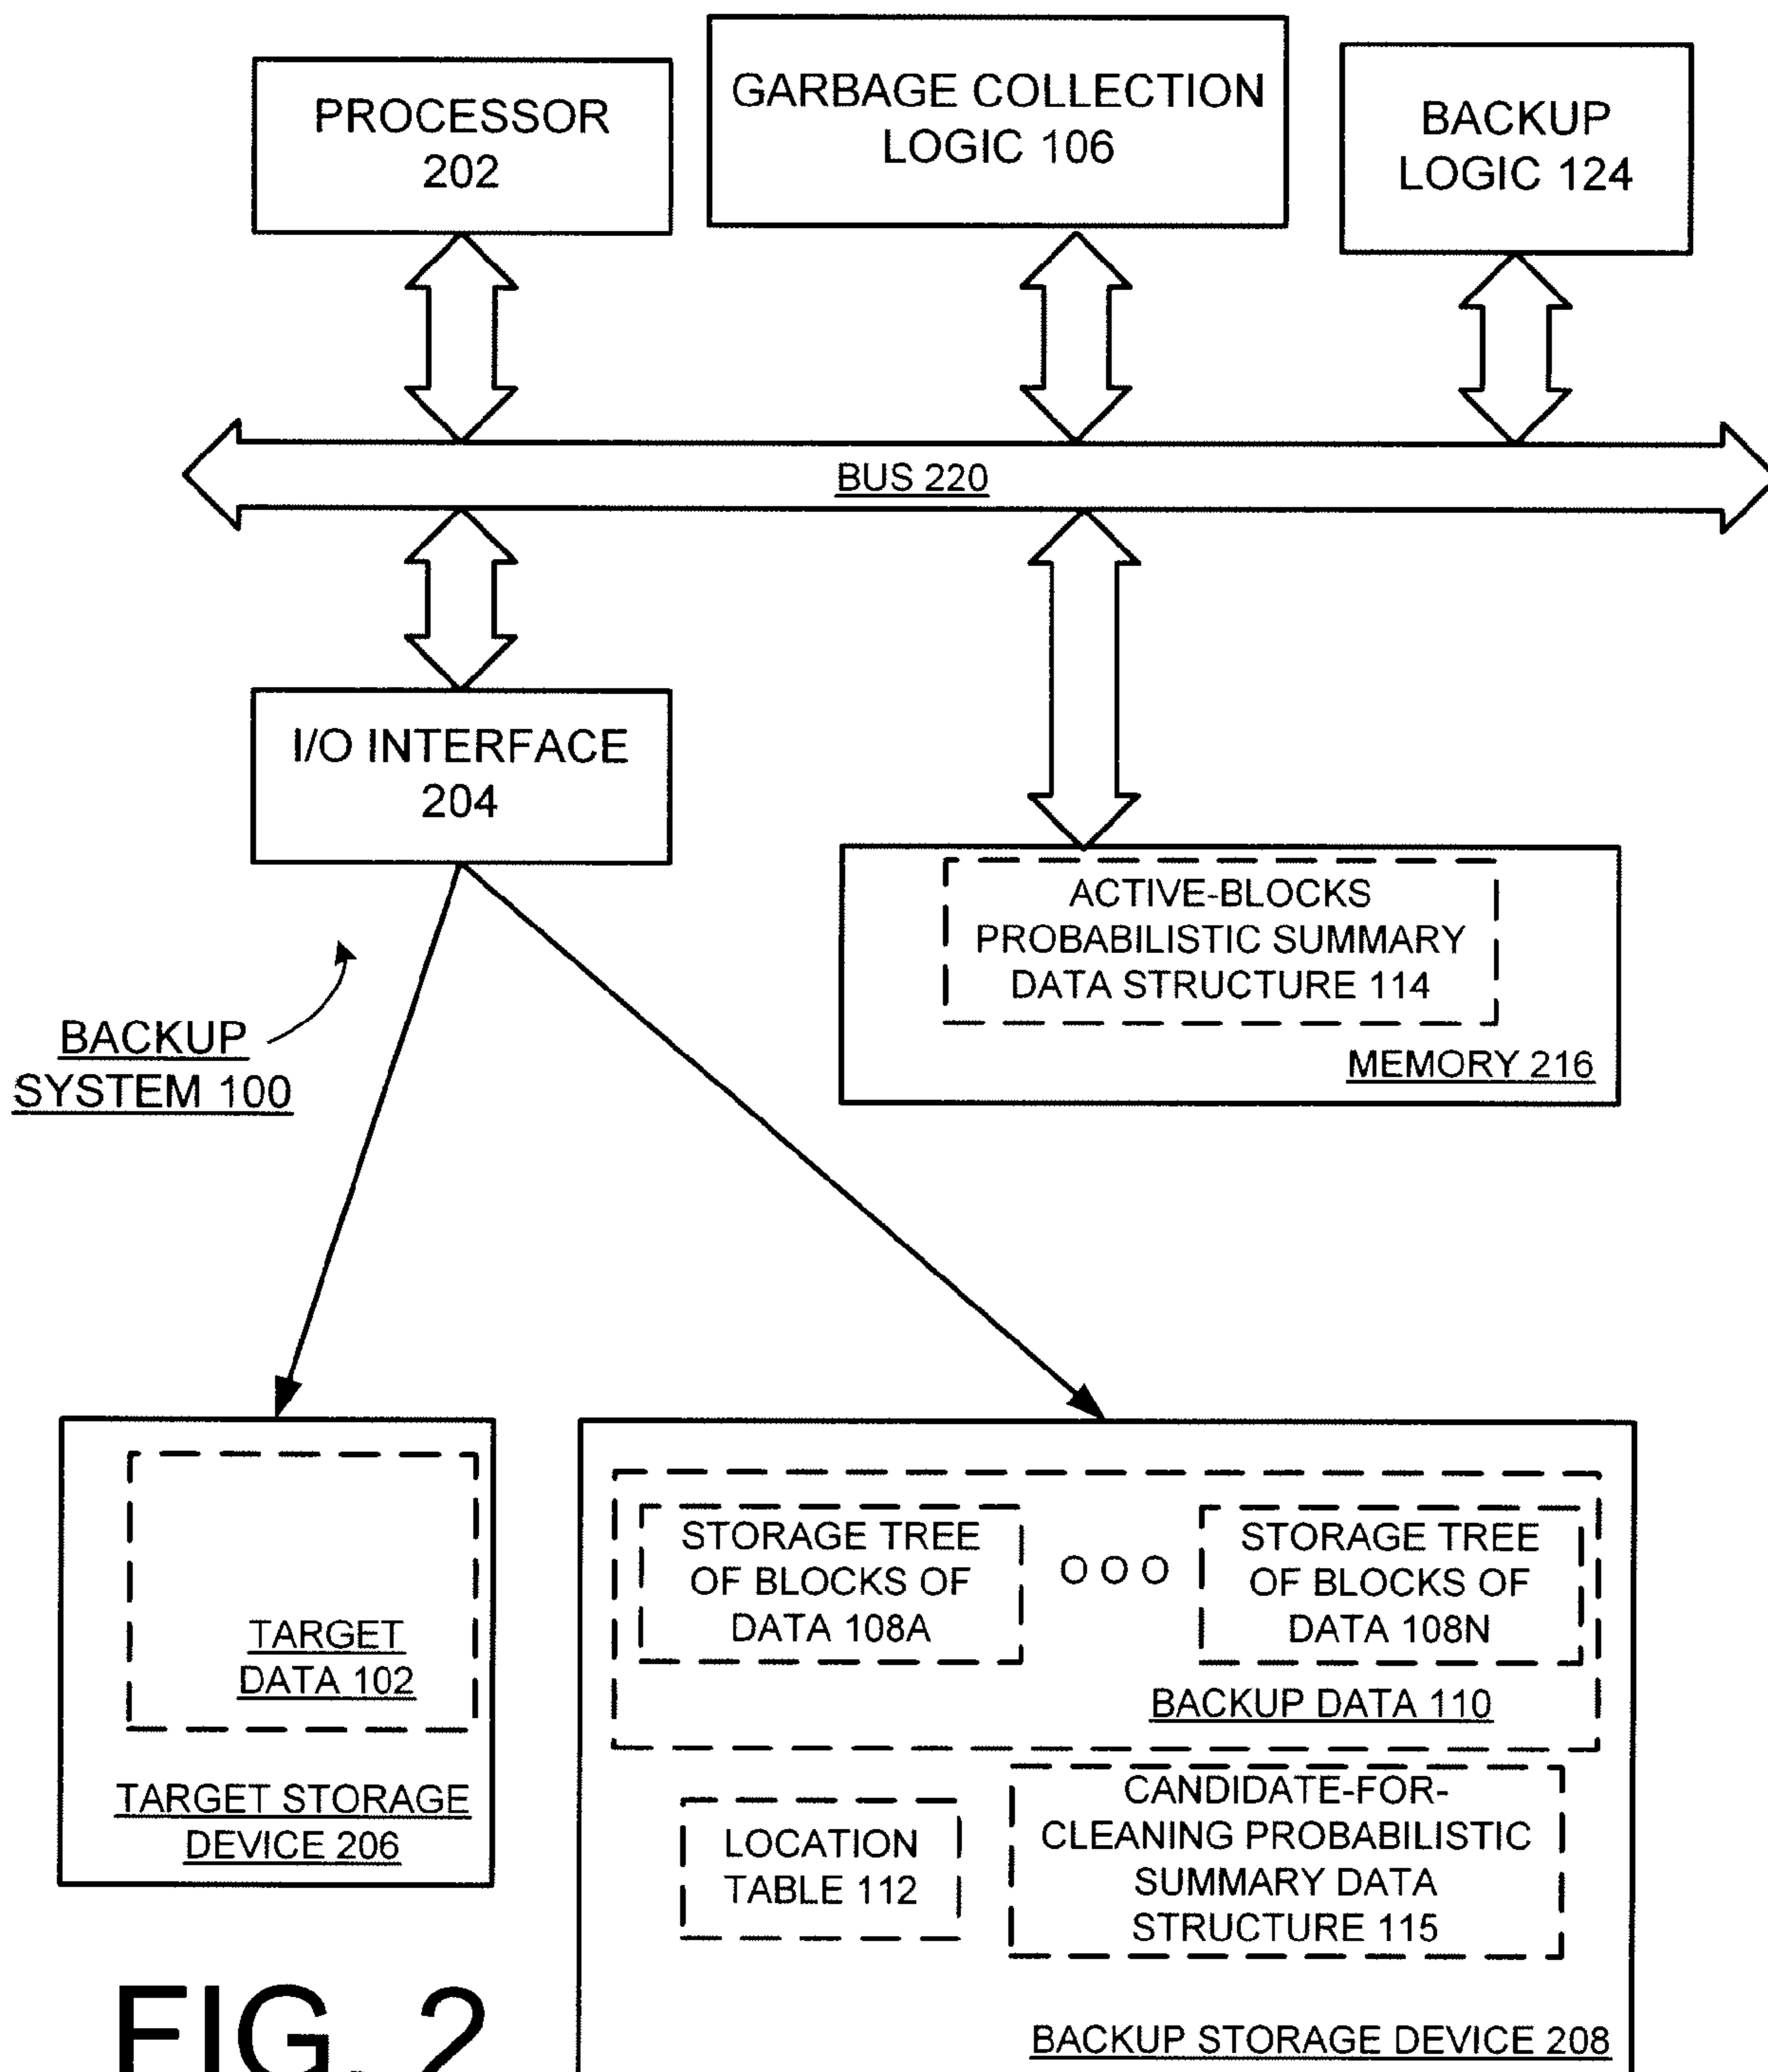 PROCESSOR
202
GARBAGE COLLECTION
LOGIC 106
BACKUP
LOGIC 124
BUS 220
I/O INTERFACE
204
ACTIVE-BLOCKS
PROBABILISTIC SUMMARY
DATA STRUCTURE 114
MEMORY 216
BACKUP
SYSTEM 100
TARGET
DATA 102
TARGET STORAGE
DEVICE 206
STORAGE TREE
OF BLOCKS OF
DATA 108A
OOO
STORAGE TREE
OF BLOCKS OF
DATA 108N
BACKUP DATA 110
LOCATION
TABLE 112
CANDIDATE-FOR-
CLEANING PROBABILISTIC
SUMMARY DATA
STRUCTURE 115
BACKUP STORAGE DEVICE 208
FIG. 2